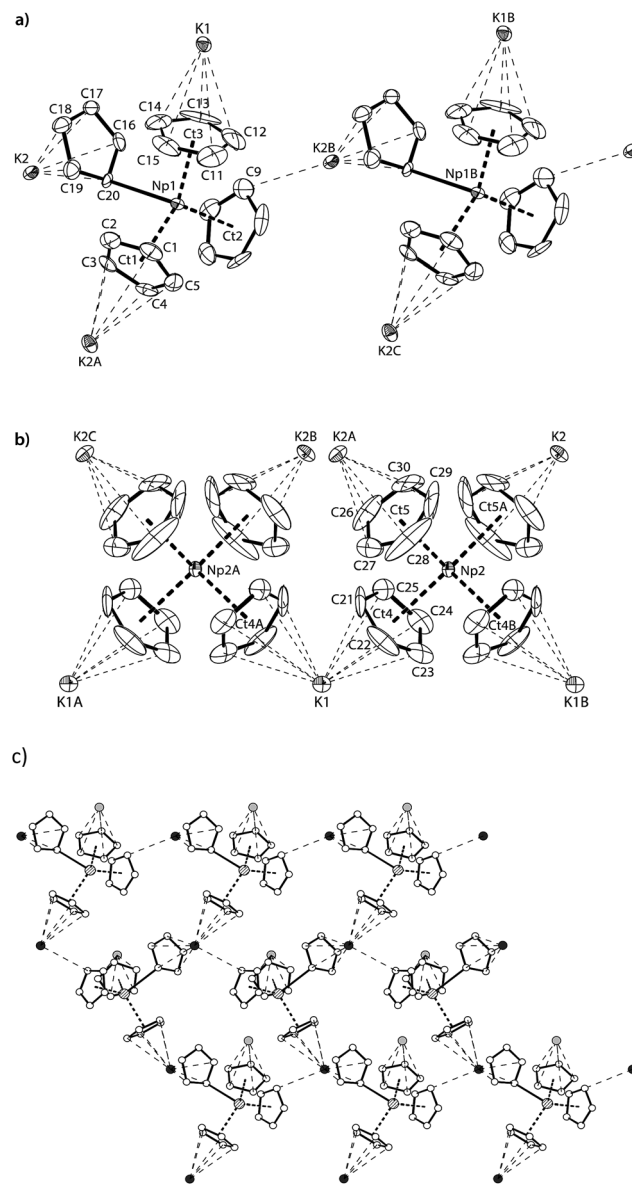 a)
K1 K1B
C17 C14 C13
C18 C16 Ct3 C12
K2 C15 C11 C9 K2B
C19 C20 Np1 Np1B
C2 C1 Ct2
C3 Ct1 C5
C4
K2A K2C
b)
K2C K2B K2A K2
C30 C29
C26 Ct5 Ct5A
C27 C28
Np2A Np2
C25
C21 Ct4 C24
Ct4A C22 Ct4B
C23
K1A K1 K1B
c)